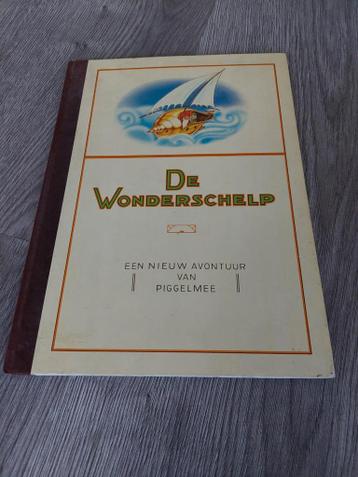 DE
WONDERSCHELP
EEN NIEUW AVONTUUR
VAN
PIGGELMEE